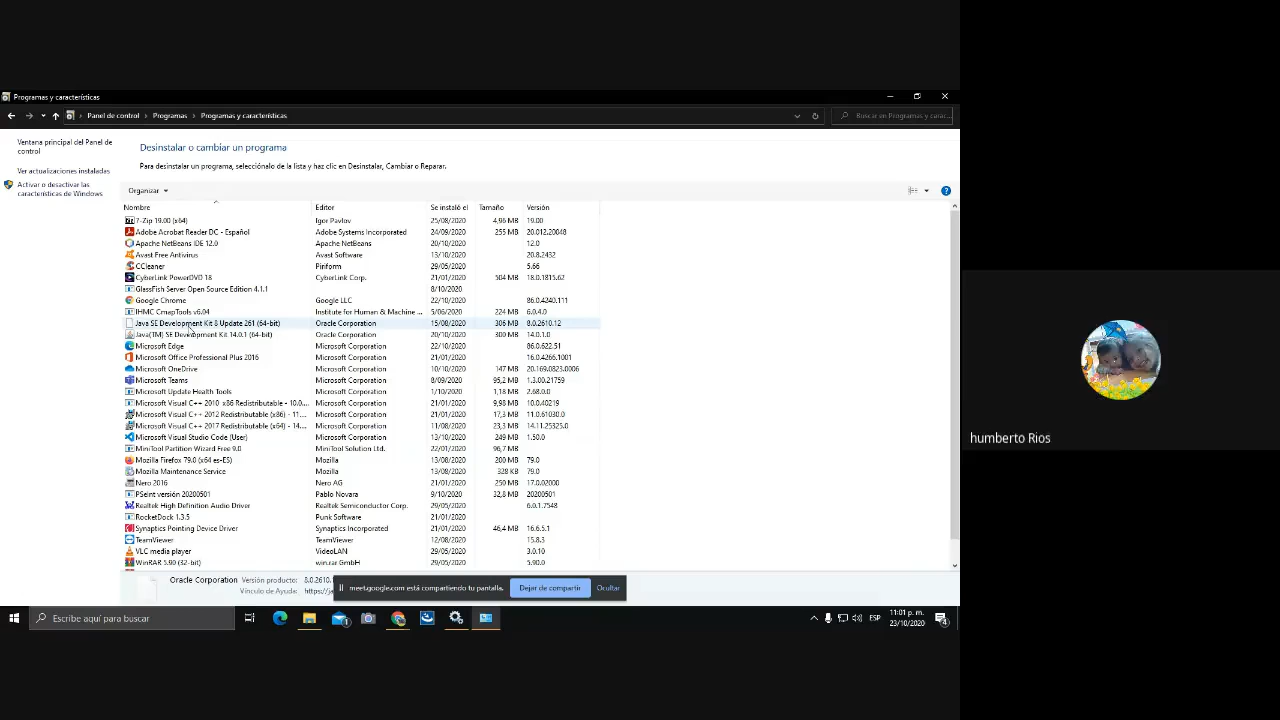 Programas y características
Panel de control > Programas > Programas y características
Buscar en Programas y carac...
Ventana principal del Panel de
control
Ver actualizaciones instaladas
Activar o desactivar las
características de Windows
Desinstalar o cambiar un programa
Para desinstalar un programa, selecciónalo de la lista y haz clic en Desinstalar, Cambiar o Reparar.
Organizar
Nombre Editor Se instaló el Tamaño Versión
7-Zip 19.00 (x64) Igor Pavlov 25/08/2020 4,96 MB 19.00
Adobe Acrobat Reader DC - Español Adobe Systems Incorporated 24/09/2020 255 MB 20.012.20048
Apache NetBeans IDE 12.0 Apache NetBeans 20/10/2020 12.0
Avast Free Antivirus Avast Software 13/10/2020 20.8.2432
CCleaner Piriform 29/05/2020 5.66
CyberLink PowerDVD 18 CyberLink Corp. 21/01/2020 504 MB 18.0.1815.62
GlassFish Server Open Source Edition 4.1.1 8/10/2020
Google Chrome Google LLC 22/10/2020 86.0.4240.111
IHMC CmapTools v6.04 Institute for Human & Machine ... 5/06/2020 224 MB 6.0.4.0
Java SE Development Kit 8 Update 261 (64-bit) Oracle Corporation 15/08/2020 306 MB 8.0.2610.12
Java(TM) SE Development Kit 14.0.1 (64-bit) Oracle Corporation 20/10/2020 300 MB 14.0.1.0
Microsoft Edge Microsoft Corporation 22/10/2020 86.0.622.51
Microsoft Office Professional Plus 2016 Microsoft Corporation 21/01/2020 16.0.4266.1001
Microsoft OneDrive Microsoft Corporation 10/10/2020 147 MB 20.169.0823.0006
Microsoft Teams Microsoft Corporation 8/09/2020 95,2 MB 1.3.00.21759
Microsoft Update Health Tools Microsoft Corporation 1/10/2020 1,18 MB 2.68.0.0
Microsoft Visual C++ 2010 x86 Redistributable - 10.0... Microsoft Corporation 21/01/2020 9,98 MB 10.0.40219
Microsoft Visual C++ 2012 Redistributable (x86) - 11.... Microsoft Corporation 21/01/2020 17,3 MB 11.0.61030.0
Microsoft Visual C++ 2017 Redistributable (x64) - 14.... Microsoft Corporation 11/08/2020 23,3 MB 14.11.25325.0
Microsoft Visual Studio Code (User) Microsoft Corporation 13/10/2020 249 MB 1.50.0
MiniTool Partition Wizard Free 9.0 MiniTool Solution Ltd. 22/01/2020 96,7 MB
Mozilla Firefox 79.0 (x64 es-ES) Mozilla 13/08/2020 200 MB 79.0
Mozilla Maintenance Service Mozilla 13/08/2020 328 KB 79.0
Nero 2016 Nero AG 21/01/2020 250 MB 17.0.02000
PSeInt versión 20200501 Pablo Novara 9/10/2020 32,8 MB 20200501
Realtek High Definition Audio Driver Realtek Semiconductor Corp. 29/05/2020 6.0.1.7548
RocketDock 1.3.5 Punk Software 21/01/2020
Synaptics Pointing Device Driver Synaptics Incorporated 21/01/2020 46,4 MB 16.6.5.1
TeamViewer TeamViewer 12/08/2020 15.8.3
VLC media player VideoLAN 29/05/2020 3.0.10
WinRAR 5.90 (32-bit) win.rar GmbH 29/05/2020 5.90.0
Oracle Corporation Versión producto: 8.0.2610.
Vínculo de Ayuda: https://ja
meet.google.com está compartiendo tu pantalla. Dejar de compartir Ocultar
Escribe aquí para buscar
ESP
11:01 p. m.
23/10/2020
4
humberto Rios